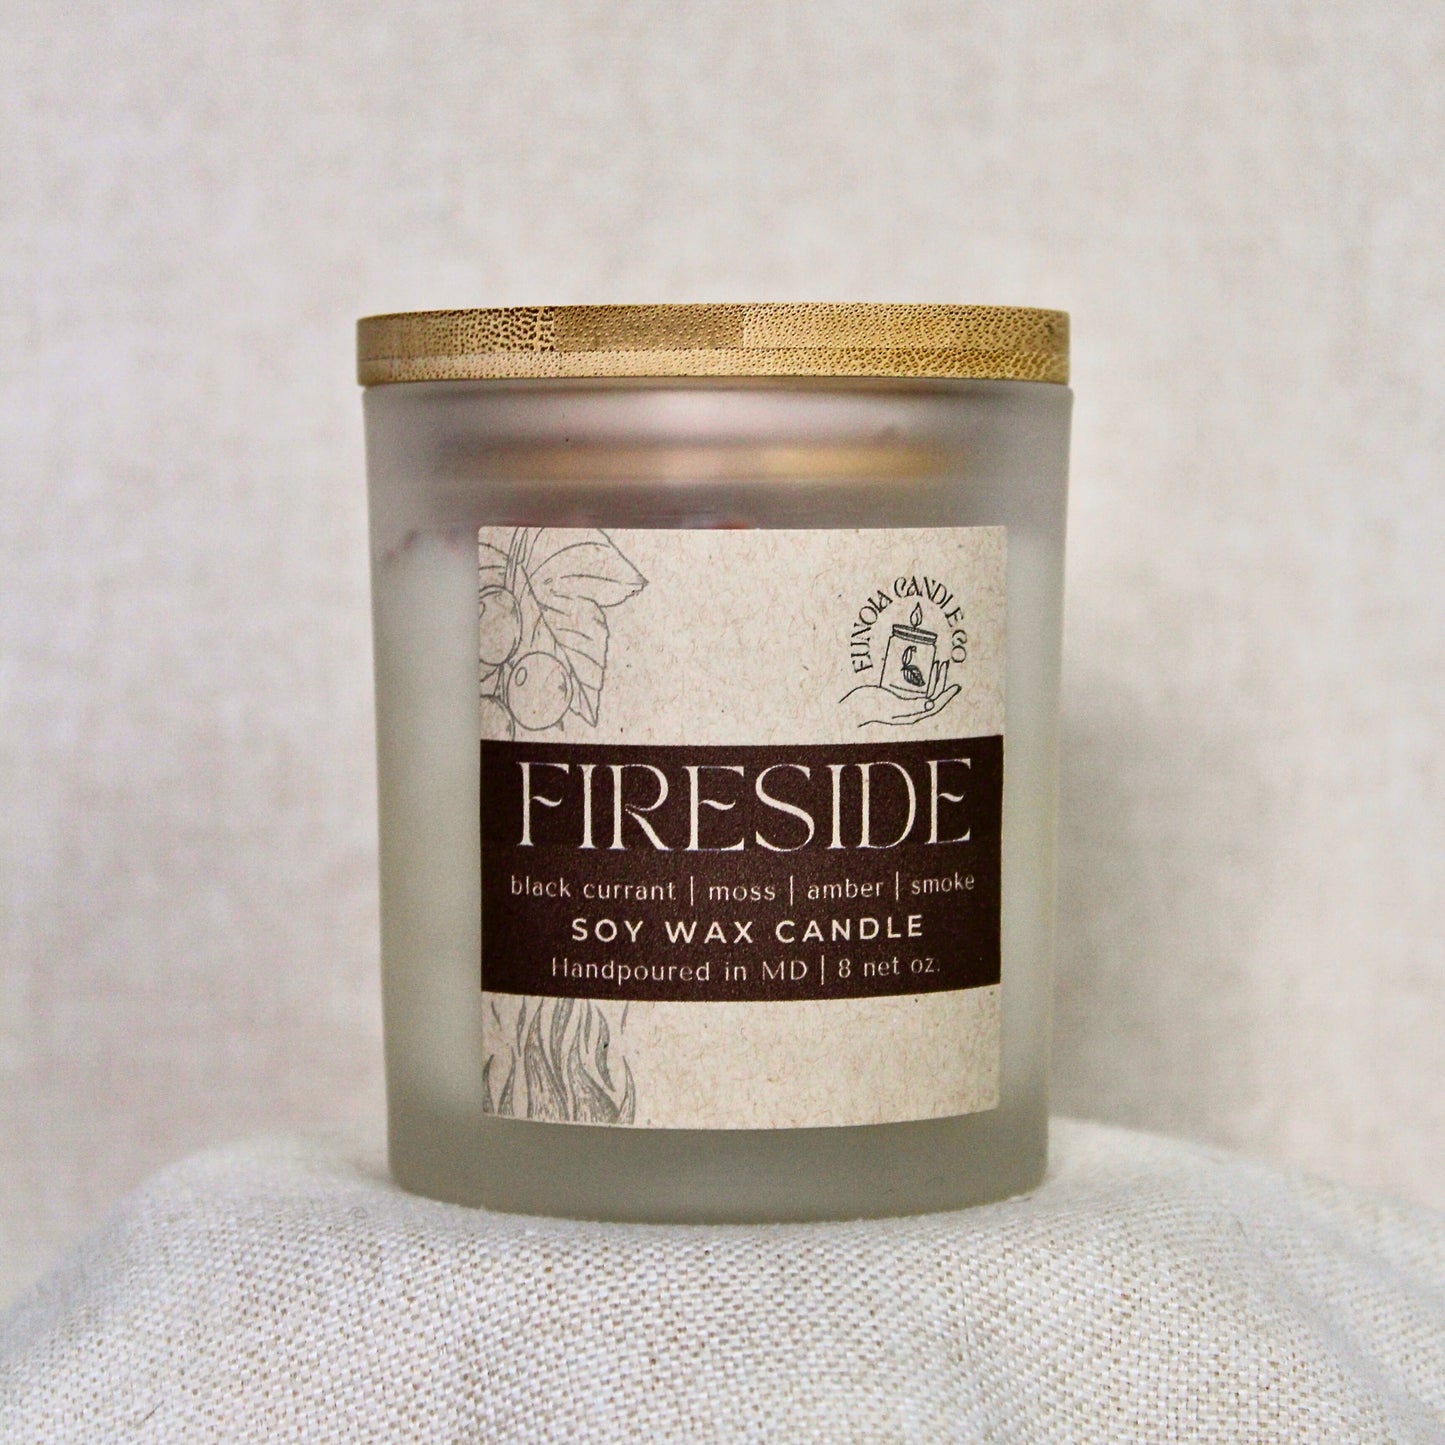 EUNOIA CANDLE CO
FIRESIDE
black currant | moss | amber | smoke
SOY WAX CANDLE
Handpoured in MD | 8 net oz.